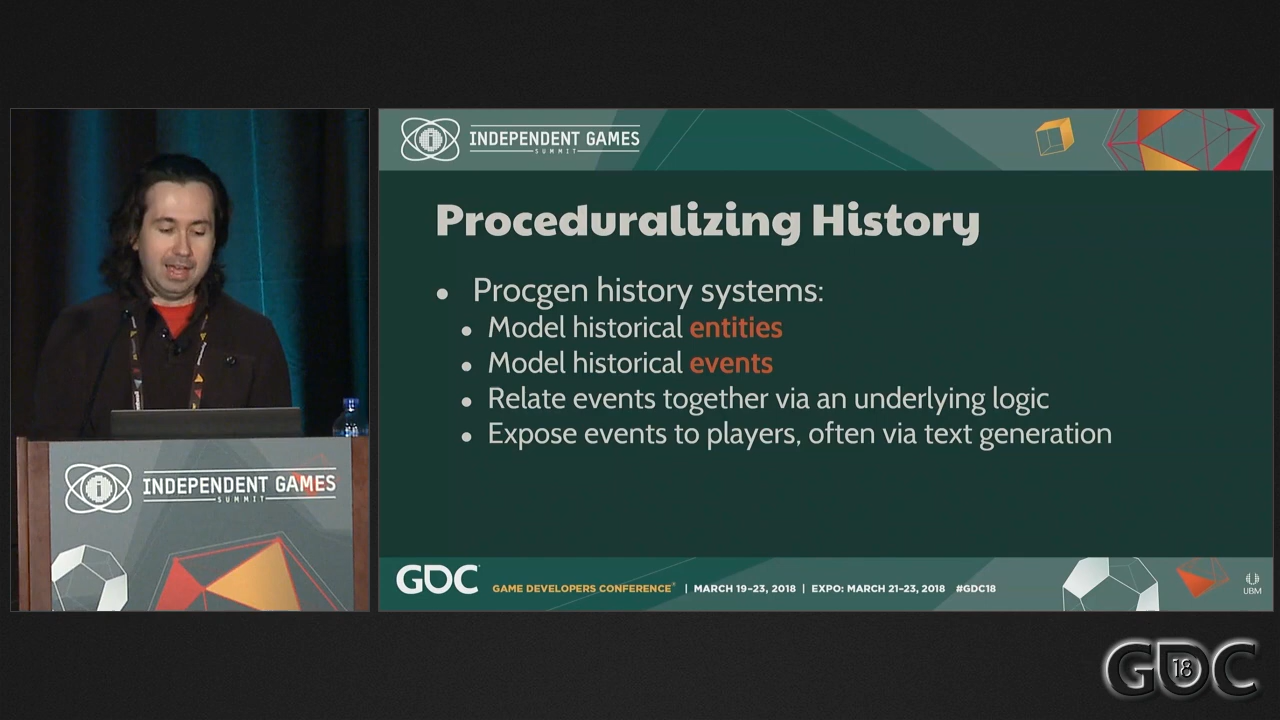 INDEPENDENT GAMES
SUMMIT
Proceduralizing History
• Procgen history systems:
• Model historical entities
• Model historical events
• Relate events together via an underlying logic
• Expose events to players, often via text generation
INDEPENDENT GAMES
SUMMIT
GDC GAME DEVELOPERS CONFERENCE® | MARCH 19–23, 2018 | EXPO: MARCH 21–23, 2018 #GDC18
UBM
GDC 18